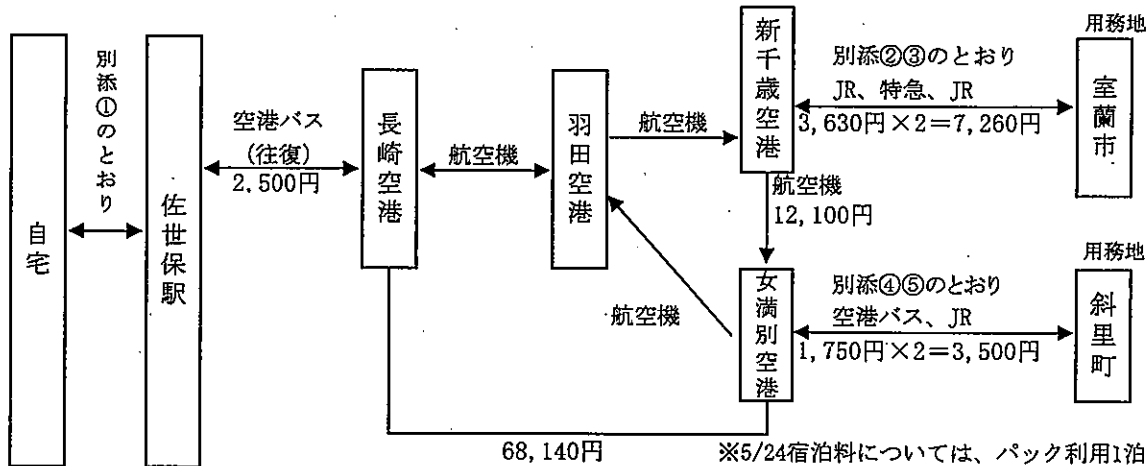 用務地
別添①のとおり
自宅
佐世保駅
空港バス
(往復)
2,500円
長崎空港
航空機
羽田空港
航空機
新千歳空港
別添②③のとおり
JR、特急、JR
3,630円×2=7,260円
室蘭市
航空機
12,100円
用務地
航空機
女満別空港
別添④⑤のとおり
空港バス、JR
1,750円×2=3,500円
斜里町
68,140円
※5/24宿泊料については、パック利用1泊